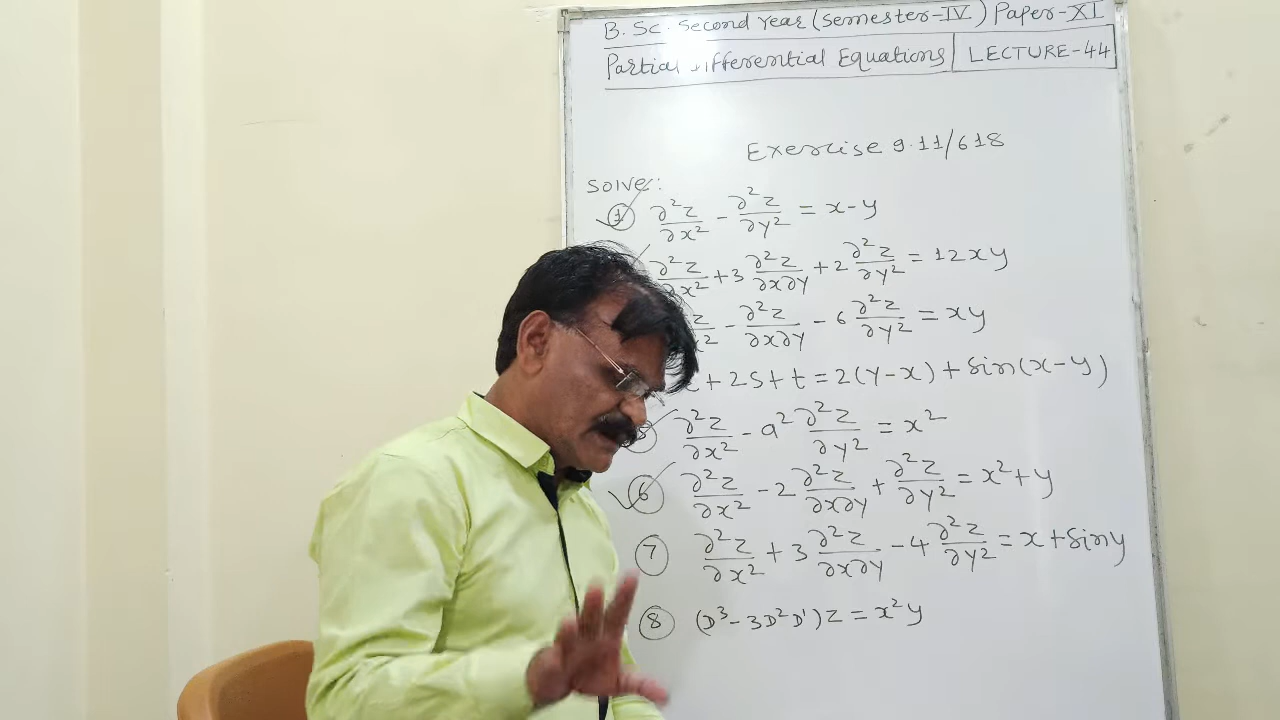 B. Sc. Second Year (Semester-IV) Paper-XI
Partial Differential Equations LECTURE-44
Exercise 9.11/618
Solve:
① ∂²z/∂x² - ∂²z/∂y² = x-y
∂²z/∂x² + 3 ∂²z/∂x∂y + 2 ∂²z/∂y² = 12xy
- ∂²z/∂x∂y - 6 ∂²z/∂y² = xy
+ 2s + t = 2(y-x) + sin(x-y)
∂²z/∂x² - a² ∂²z/∂y² = x²
⑥ ∂²z/∂x² - 2 ∂²z/∂x∂y + ∂²z/∂y² = x²+y
⑦ ∂²z/∂x² + 3 ∂²z/∂x∂y - 4 ∂²z/∂y² = x + sin y
⑧ (D³ - 3D²D')z = x²y